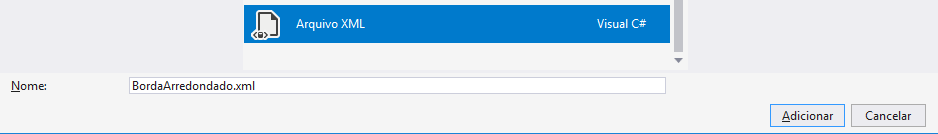 Arquivo XML Visual C#
Nome: BordaArredondado.xml
Adicionar Cancelar